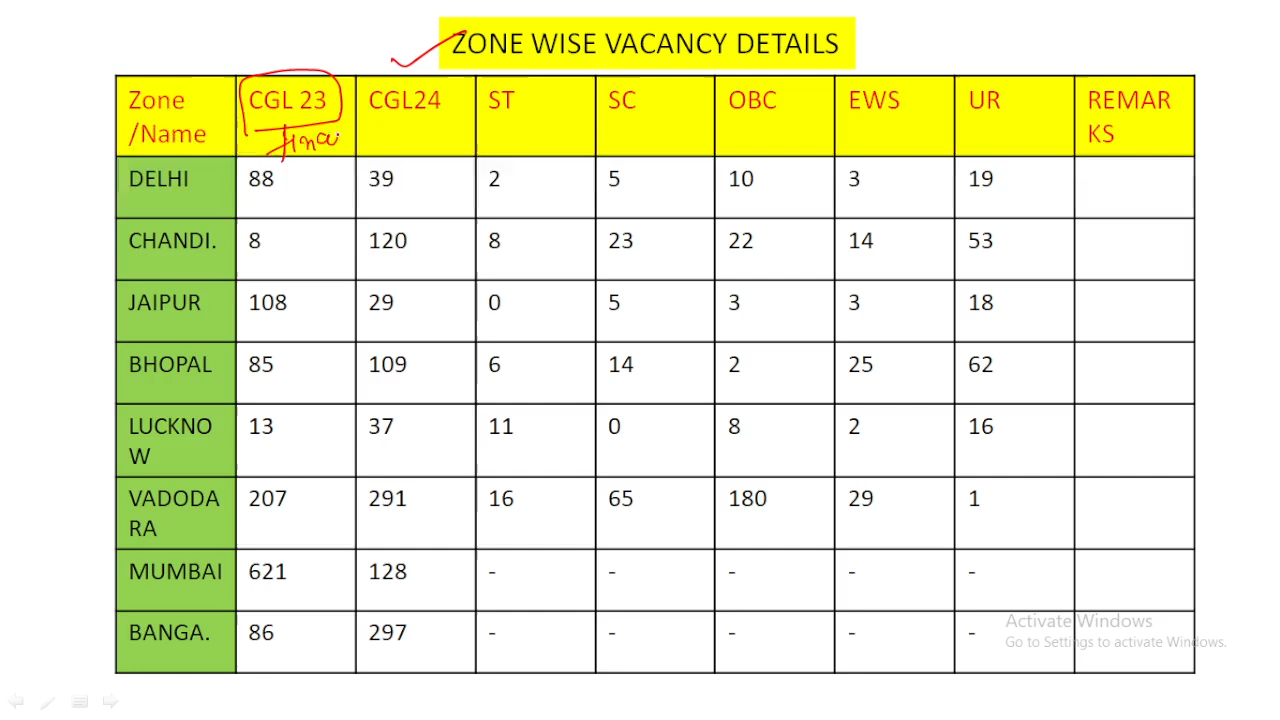 ZONE WISE VACANCY DETAILS
Zone /Name CGL 23 CGL24 ST SC OBC EWS UR REMARKS
DELHI 88 39 2 5 10 3 19
CHANDI. 8 120 8 23 22 14 53
JAIPUR 108 29 0 5 3 3 18
BHOPAL 85 109 6 14 2 25 62
LUCKNOW 13 37 11 0 8 2 16
VADODARA 207 291 16 65 180 29 1
MUMBAI 621 128 - - - - -
BANGA. 86 297 - - - - -
Activate Windows
Go to Settings to activate Windows.